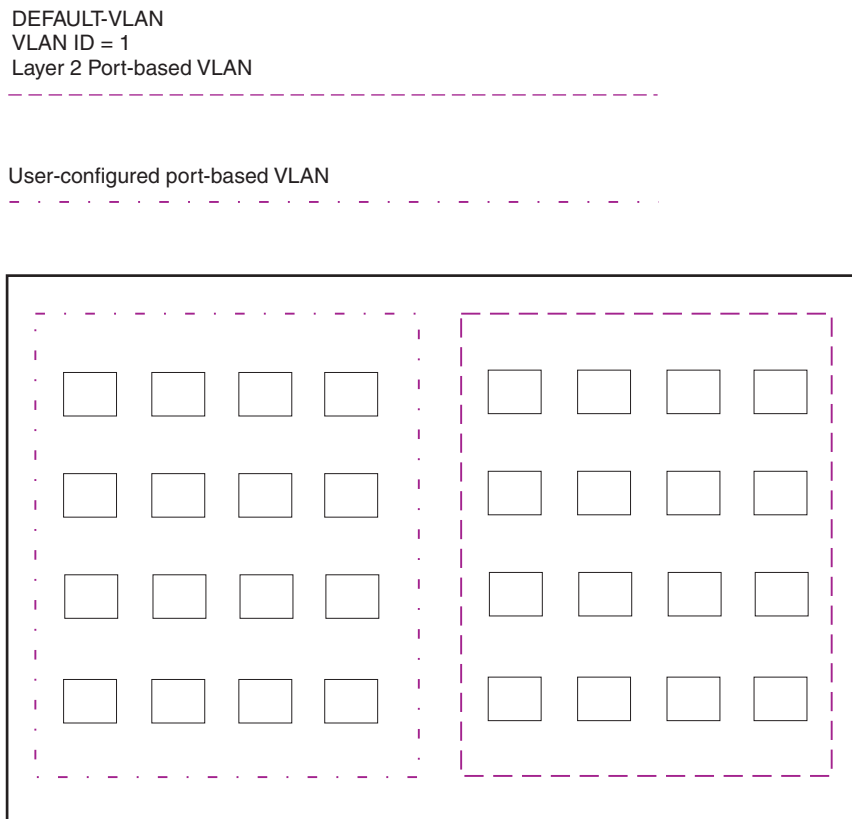 DEFAULT-VLAN
VLAN ID = 1
Layer 2 Port-based VLAN
User-configured port-based VLAN